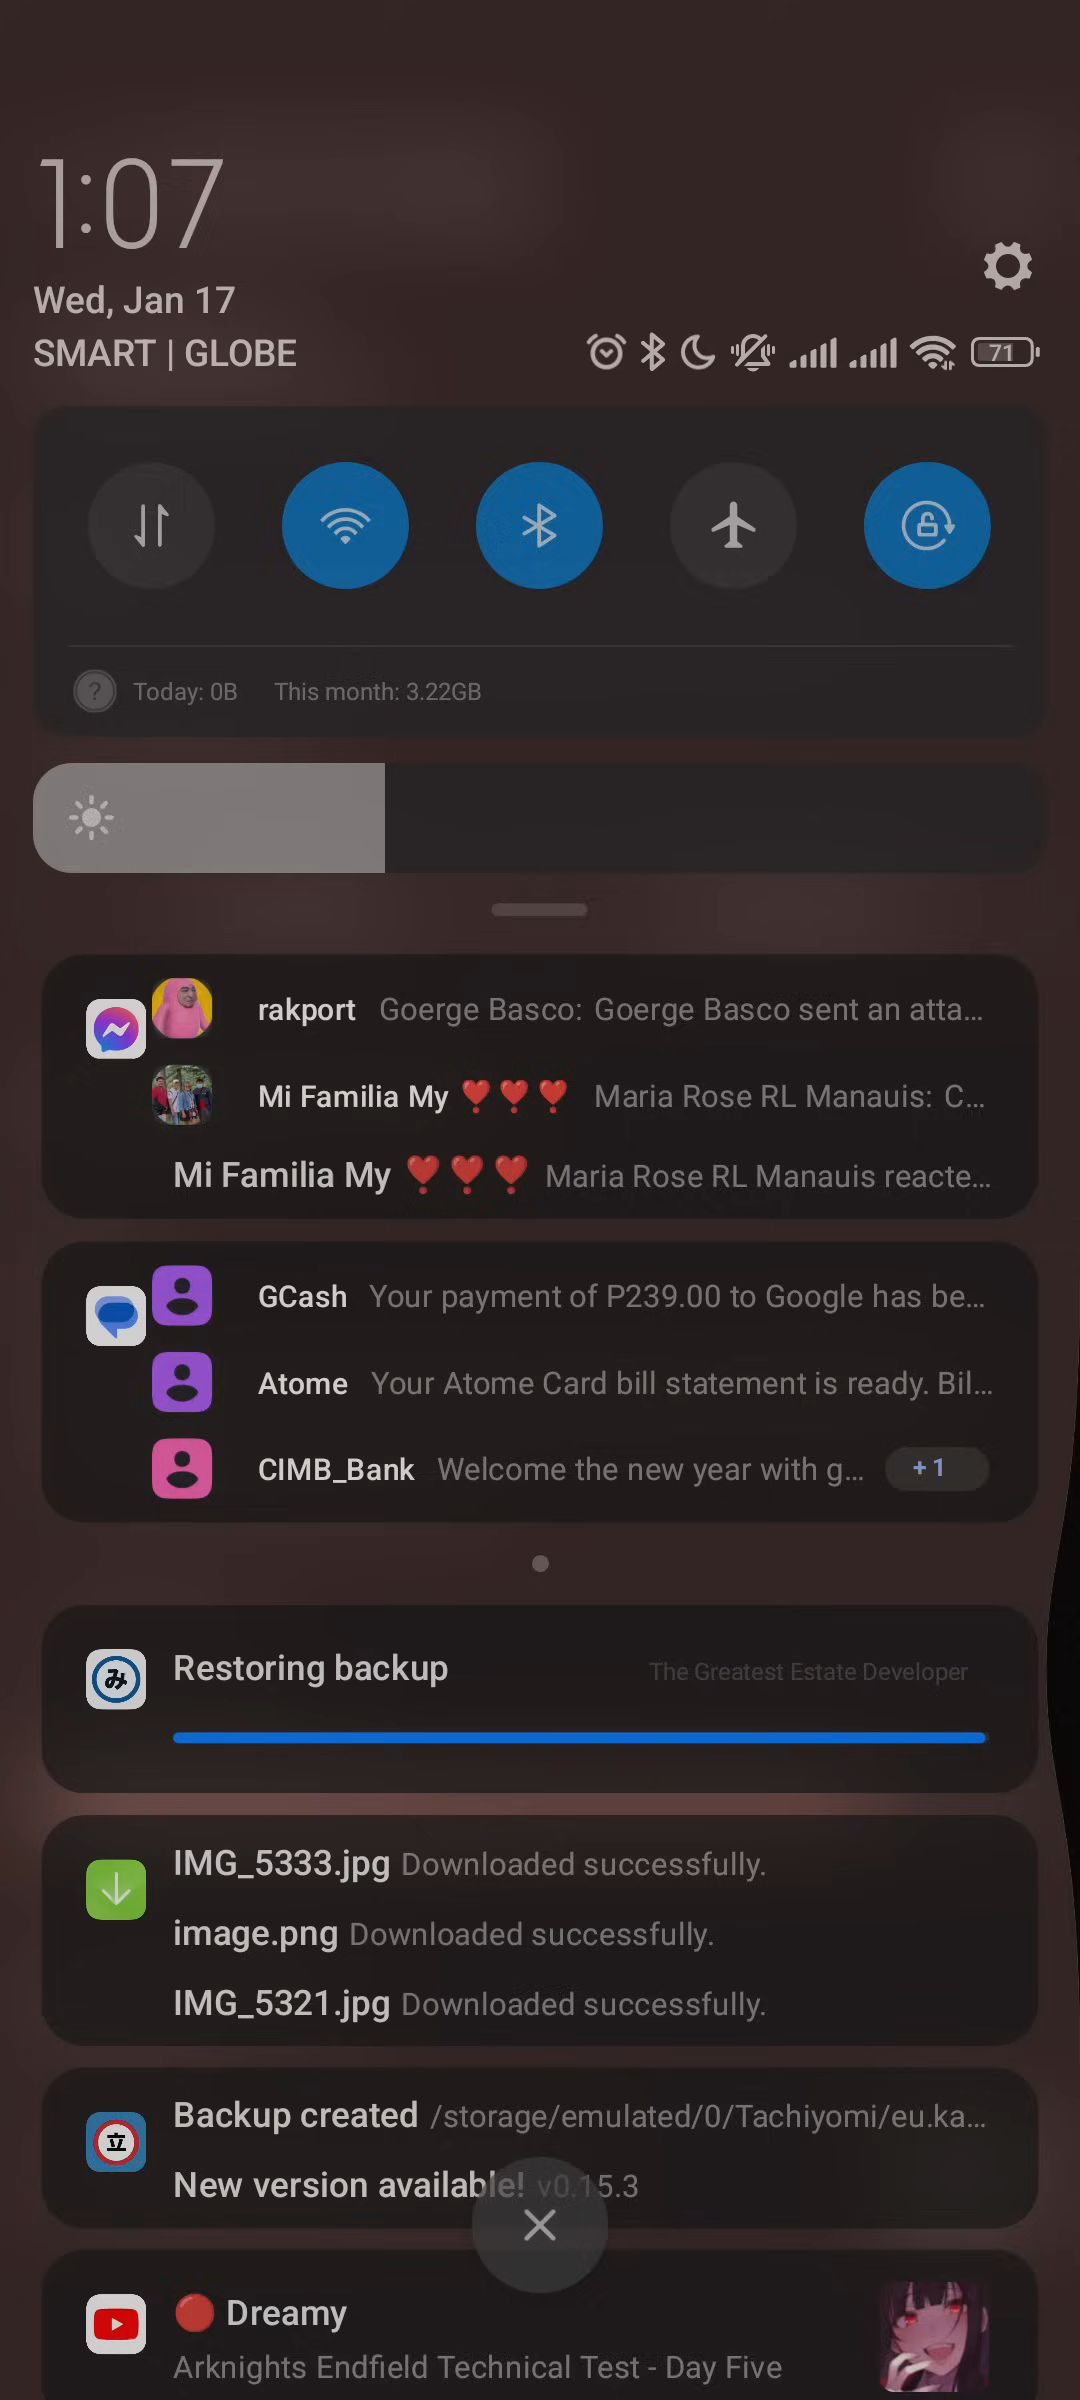 1:07
Wed, Jan 17
SMART | GLOBE
71
Today: 0B This month: 3.22GB
rakport Goerge Basco: Goerge Basco sent an atta...
Mi Familia My ❣️❣️❣️ Maria Rose RL Manauis: C...
Mi Familia My ❣️❣️❣️ Maria Rose RL Manauis reacte...
GCash Your payment of P239.00 to Google has be...
Atome Your Atome Card bill statement is ready. Bil...
CIMB_Bank Welcome the new year with g... + 1
み Restoring backup The Greatest Estate Developer
IMG_5333.jpg Downloaded successfully.
image.png Downloaded successfully.
IMG_5321.jpg Downloaded successfully.
立 Backup created /storage/emulated/0/Tachiyomi/eu.ka...
New version available! v0.15.3
🔴 Dreamy
Arknights Endfield Technical Test - Day Five